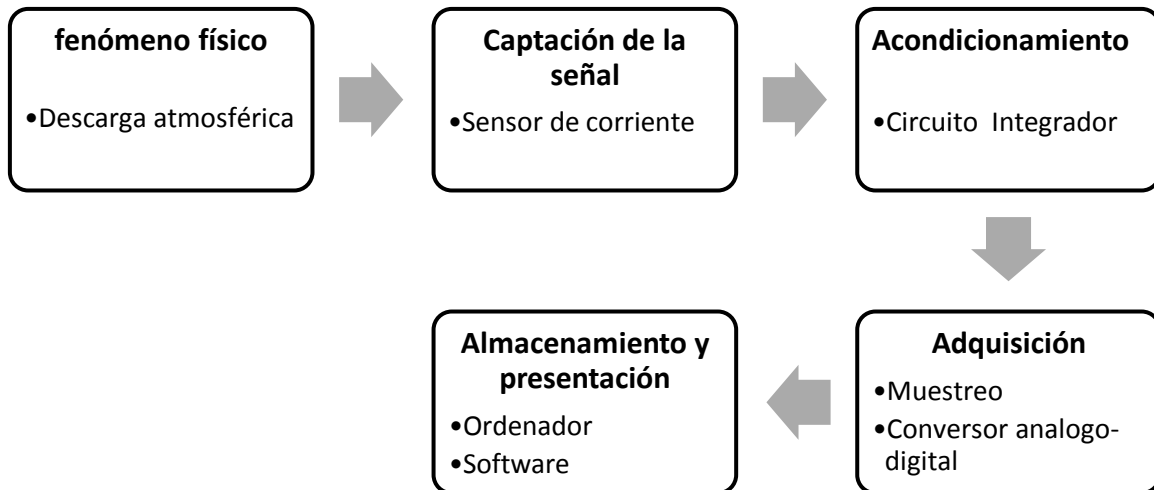 fenómeno físico
•Descarga atmosférica
Captación de la
señal
•Sensor de corriente
Acondicionamiento
•Circuito Integrador
Adquisición
•Muestreo
•Conversor analogo-
digital
Almacenamiento y
presentación
•Ordenador
•Software